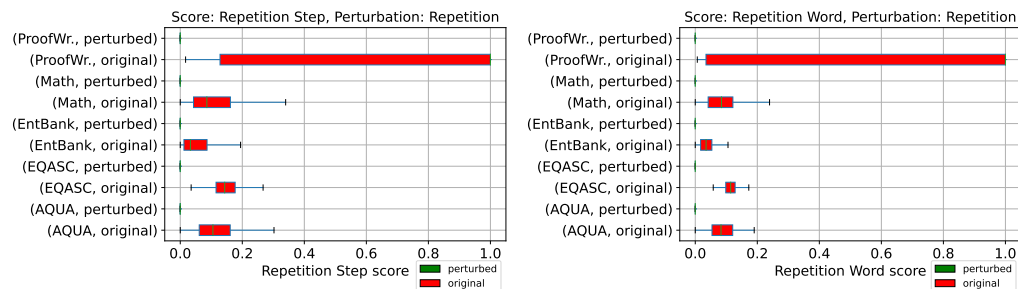 Score: Repetition Step, Perturbation: Repetition
(ProofWr., perturbed)
(ProofWr., original)
(Math, perturbed)
(Math, original)
(EntBank, perturbed)
(EntBank, original)
(EQASC, perturbed)
(EQASC, original)
(AQUA, perturbed)
(AQUA, original)
0.0 0.2 0.4 0.6 0.8 1.0
Repetition Step score
perturbed
original
Score: Repetition Word, Perturbation: Repetition
(ProofWr., perturbed)
(ProofWr., original)
(Math, perturbed)
(Math, original)
(EntBank, perturbed)
(EntBank, original)
(EQASC, perturbed)
(EQASC, original)
(AQUA, perturbed)
(AQUA, original)
0.0 0.2 0.4 0.6 0.8 1.0
Repetition Word score
perturbed
original